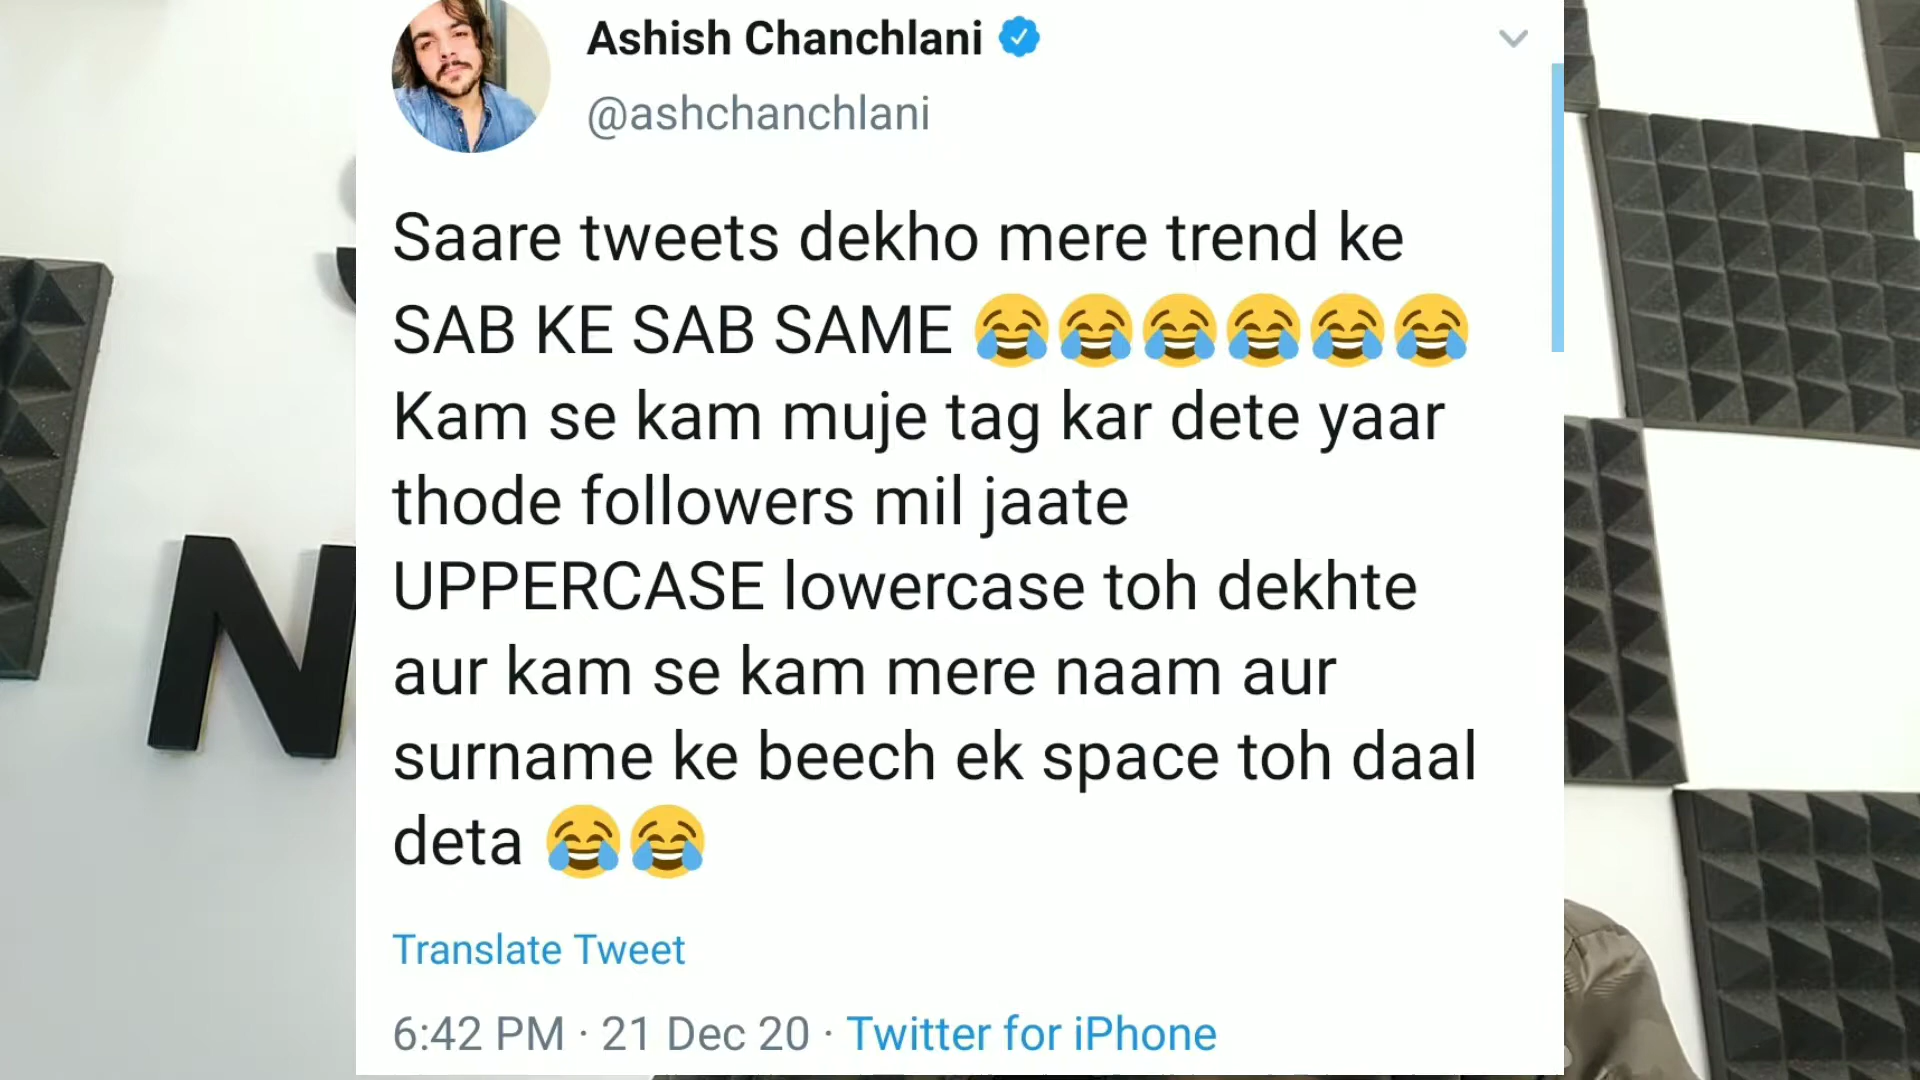 Ashish Chanchlani
@ashchanchlani
Saare tweets dekho mere trend ke
SAB KE SAB SAME 😂😂😂😂😂😂
Kam se kam muje tag kar dete yaar
thode followers mil jaate
UPPERCASE lowercase toh dekhte
aur kam se kam mere naam aur
surname ke beech ek space toh daal
deta 😂😂
Translate Tweet
6:42 PM · 21 Dec 20 · Twitter for iPhone
N